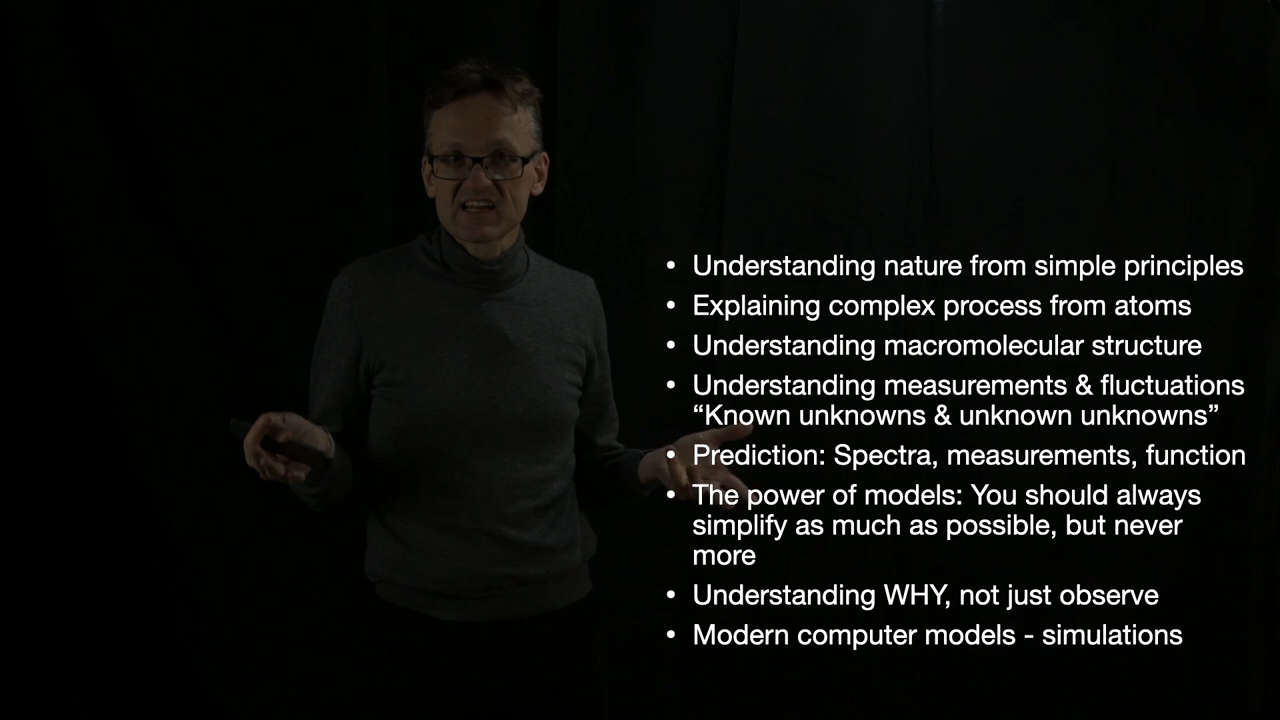 • Understanding nature from simple principles
• Explaining complex process from atoms
• Understanding macromolecular structure
• Understanding measurements & fluctuations
“Known unknowns & unknown unknowns”
• Prediction: Spectra, measurements, function
• The power of models: You should always
simplify as much as possible, but never
more
• Understanding WHY, not just observe
• Modern computer models - simulations